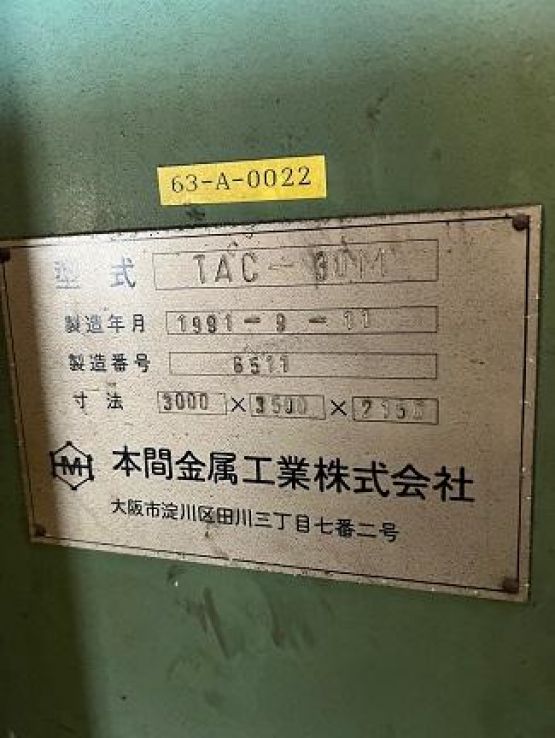 63-A-0022
型式 TAC-30M
製造年月 1991-9-11
製造番号 6511
寸法 3000×3500×2150
M 本間金属工業株式会社
大阪市淀川区田川三丁目七番二号